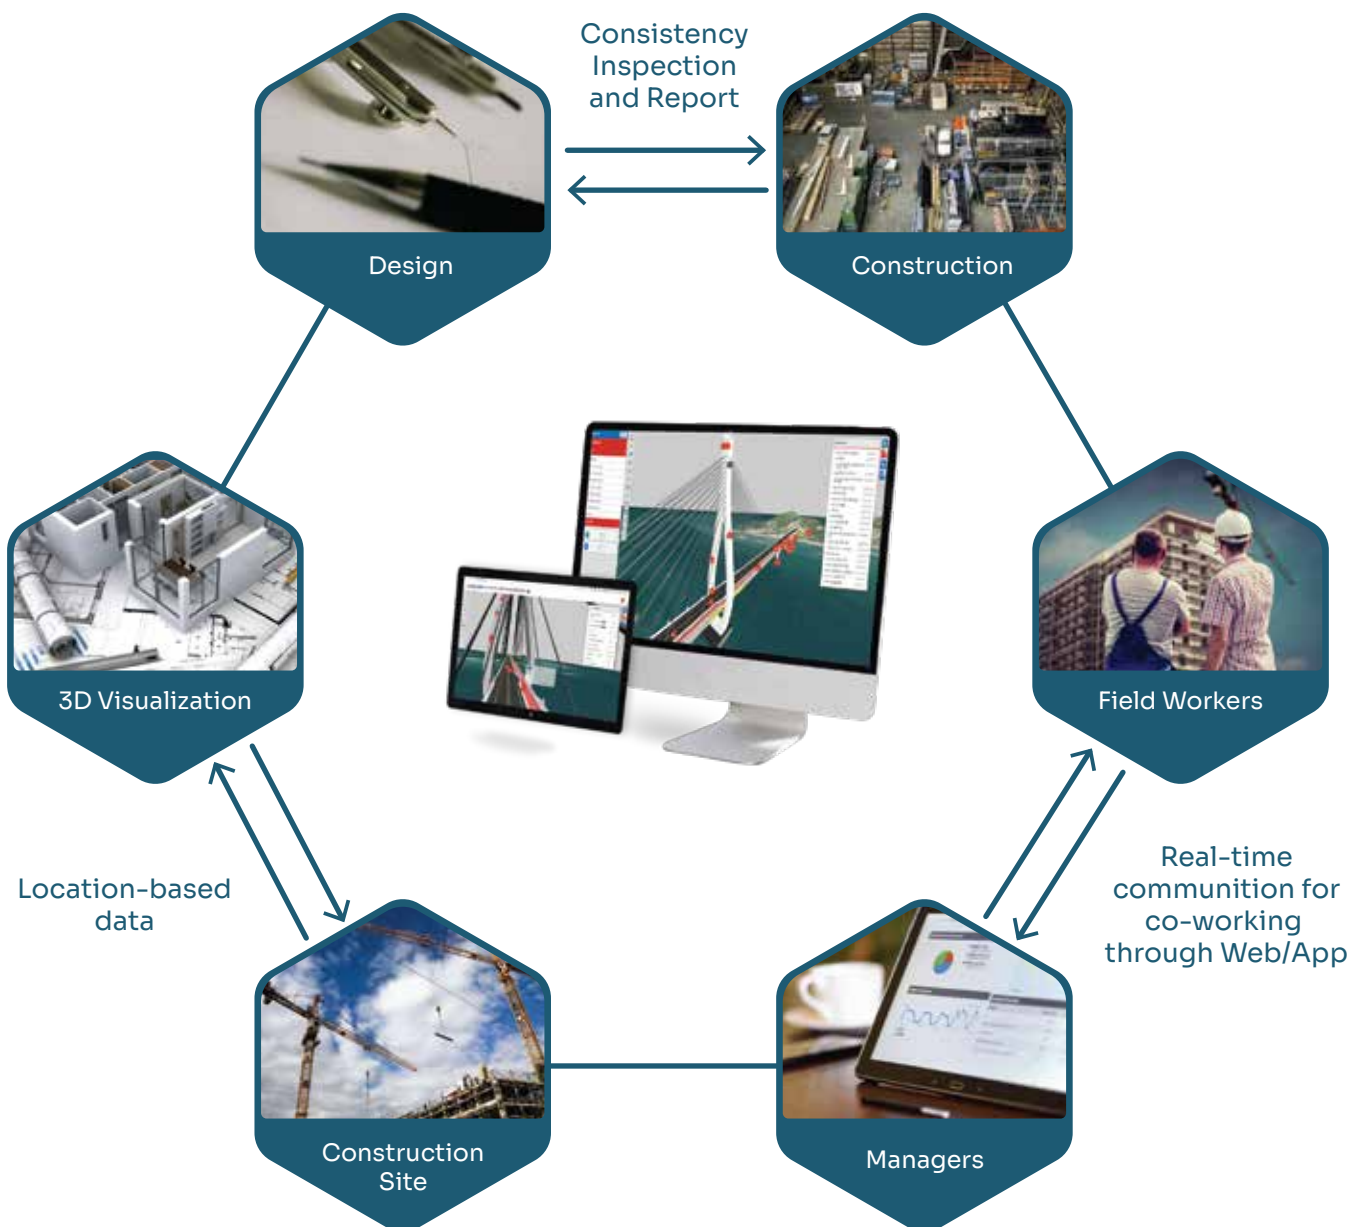 Consistency
Inspection
and Report
Design
Construction
3D Visualization
Field Workers
Location-based
data
Real-time
communition for
co-working
through Web/App
Construction
Site
Managers